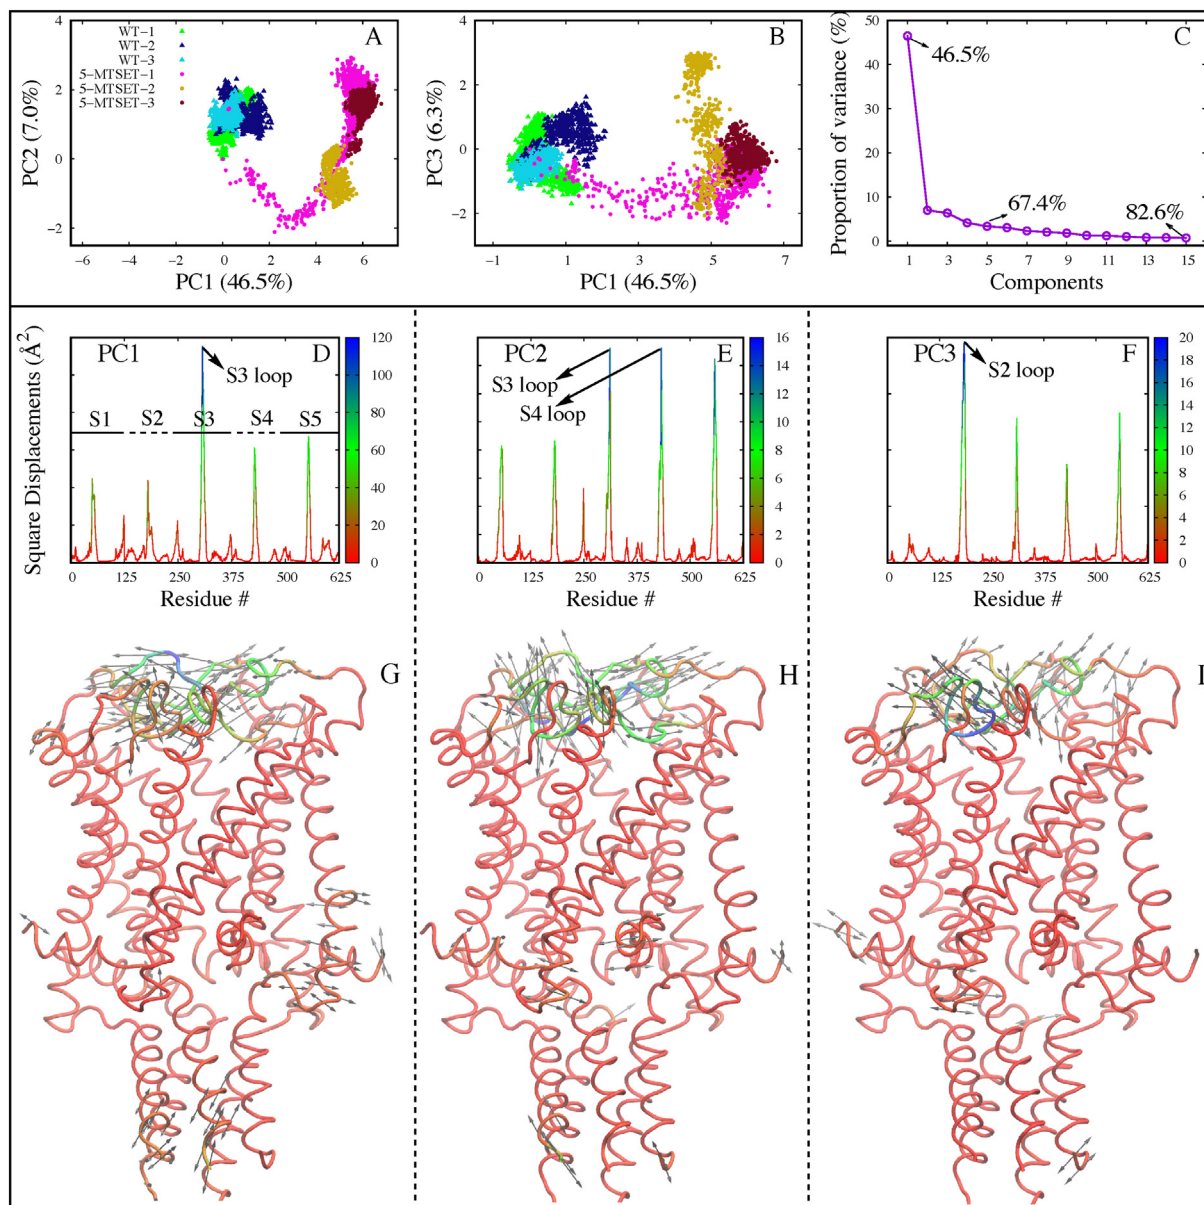 A
WT−1
WT−2
WT−3
5−MTSET−1
5−MTSET−2
5−MTSET−3
PC2 (7.0%)
4
2
0
−2
−6 −4 −2 0 2 4 6
PC1 (46.5%)
B
PC3 (6.3%)
4
2
0
−2
−1 1 3 5 7
PC1 (46.5%)
C
Proportion of variance (%)
50
40
30
20
10
0
46.5%
67.4%
82.6%
1 3 5 7 9 11 13 15
Components
Square Displacements (Å2)
PC1
D
S3 loop
S1 S2 S3 S4 S5
0 125 250 375 500 625
Residue #
120
100
80
60
40
20
0
PC2
E
S3 loop
S4 loop
0 125 250 375 500 625
Residue #
16
14
12
10
8
6
4
2
0
PC3
F
S2 loop
0 125 250 375 500 625
Residue #
20
18
16
14
12
10
8
6
4
2
0
G
H
I